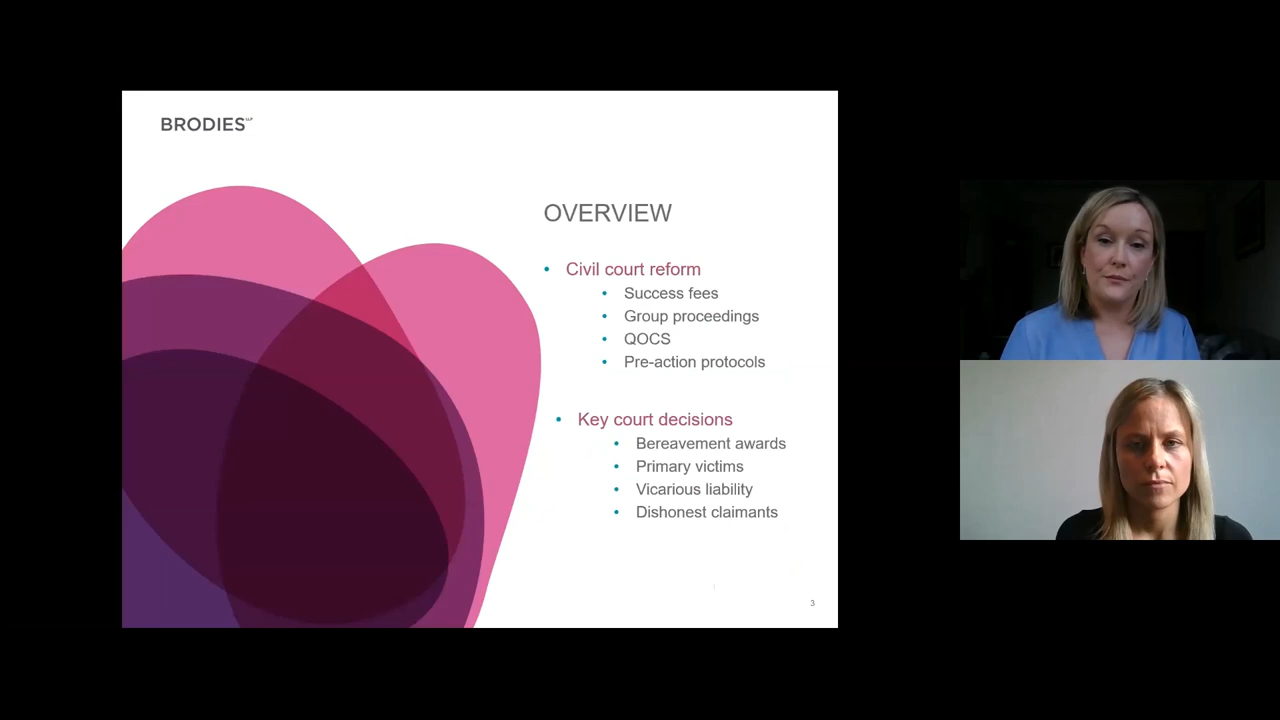 BRODIES LLP
OVERVIEW
• Civil court reform
• Success fees
• Group proceedings
• QOCS
• Pre-action protocols
• Key court decisions
• Bereavement awards
• Primary victims
• Vicarious liability
• Dishonest claimants
3